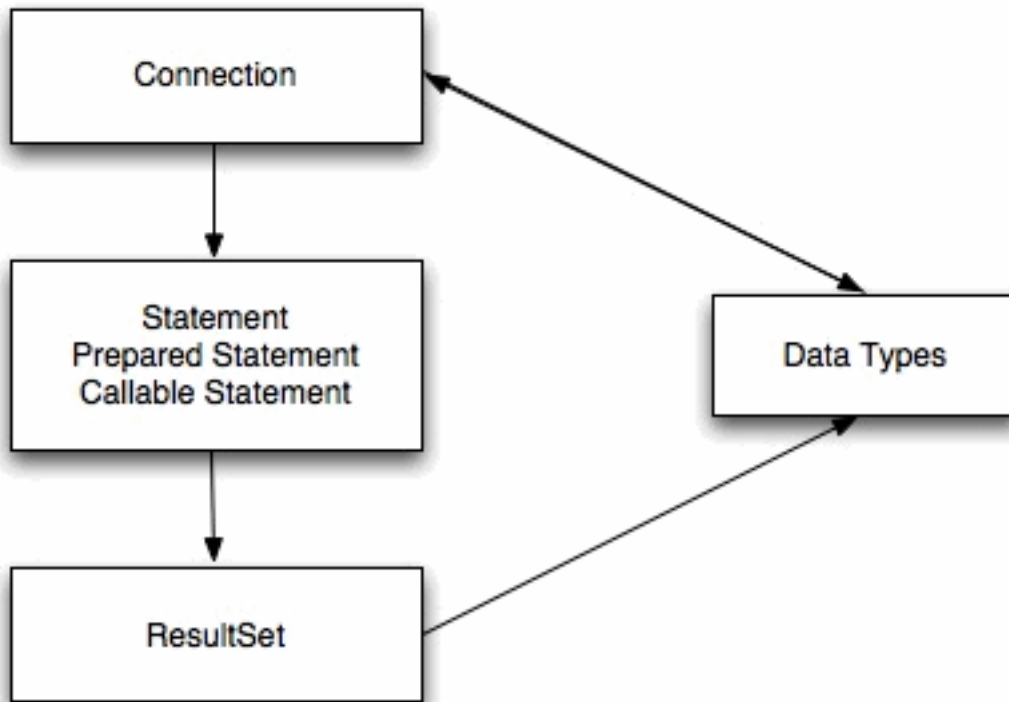 Connection
Statement
Prepared Statement
Callable Statement
Data Types
ResultSet